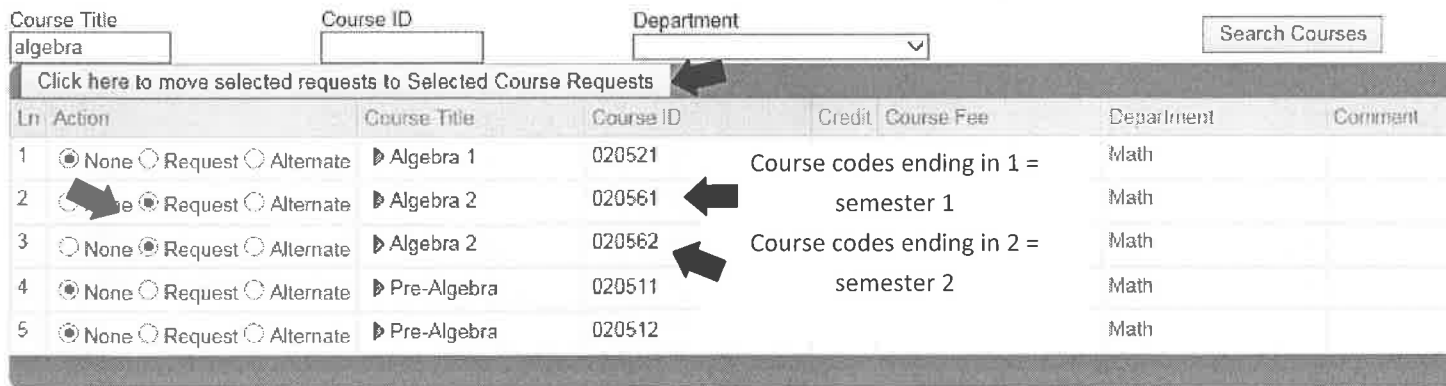 Course Title Course ID Department
algebra Search Courses
Click here to move selected requests to Selected Course Requests
Ln Action Course Title Course ID Credit Course Fee Department Comment
1 None Request Alternate Algebra 1 020521 Math
Course codes ending in 1 =
2 Request Alternate Algebra 2 020561 Math
semester 1
3 None Request Alternate Algebra 2 020562 Math
Course codes ending in 2 =
semester 2
4 None Request Alternate Pre-Algebra 020511 Math
5 None Request Alternate Pre-Algebra 020512 Math